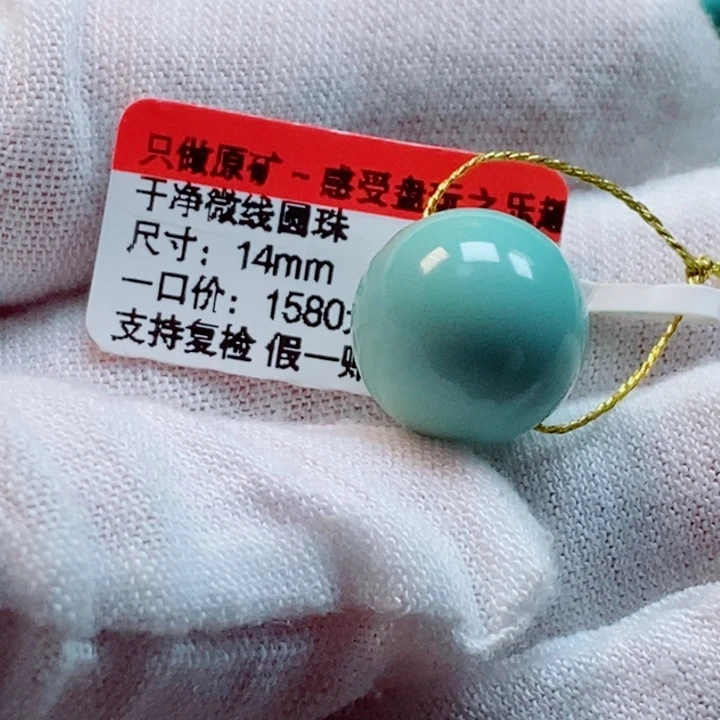 只做原矿~感受盘玩之乐趣
干净微线圆珠
尺寸：14mm
一口价：1580
支持复检 假一